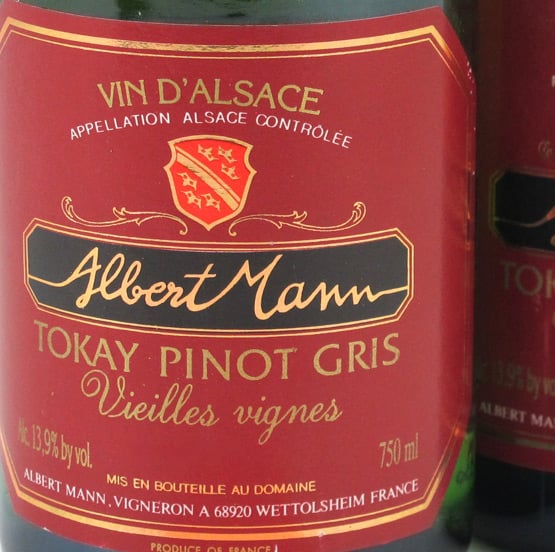 VIN D'ALSACE
APPELLATION ALSACE CONTRÔLÉE
Albert Mann
TOKAY PINOT GRIS
Vieilles vignes
Alc. 13,9% by vol.
750 ml
MIS EN BOUTEILLE AU DOMAINE
ALBERT MANN, VIGNERON A 68920 WETTOLSHEIM FRANCE
PRODUCE OF FRANCE
TOK
13,9% by v
ALBERT MAN